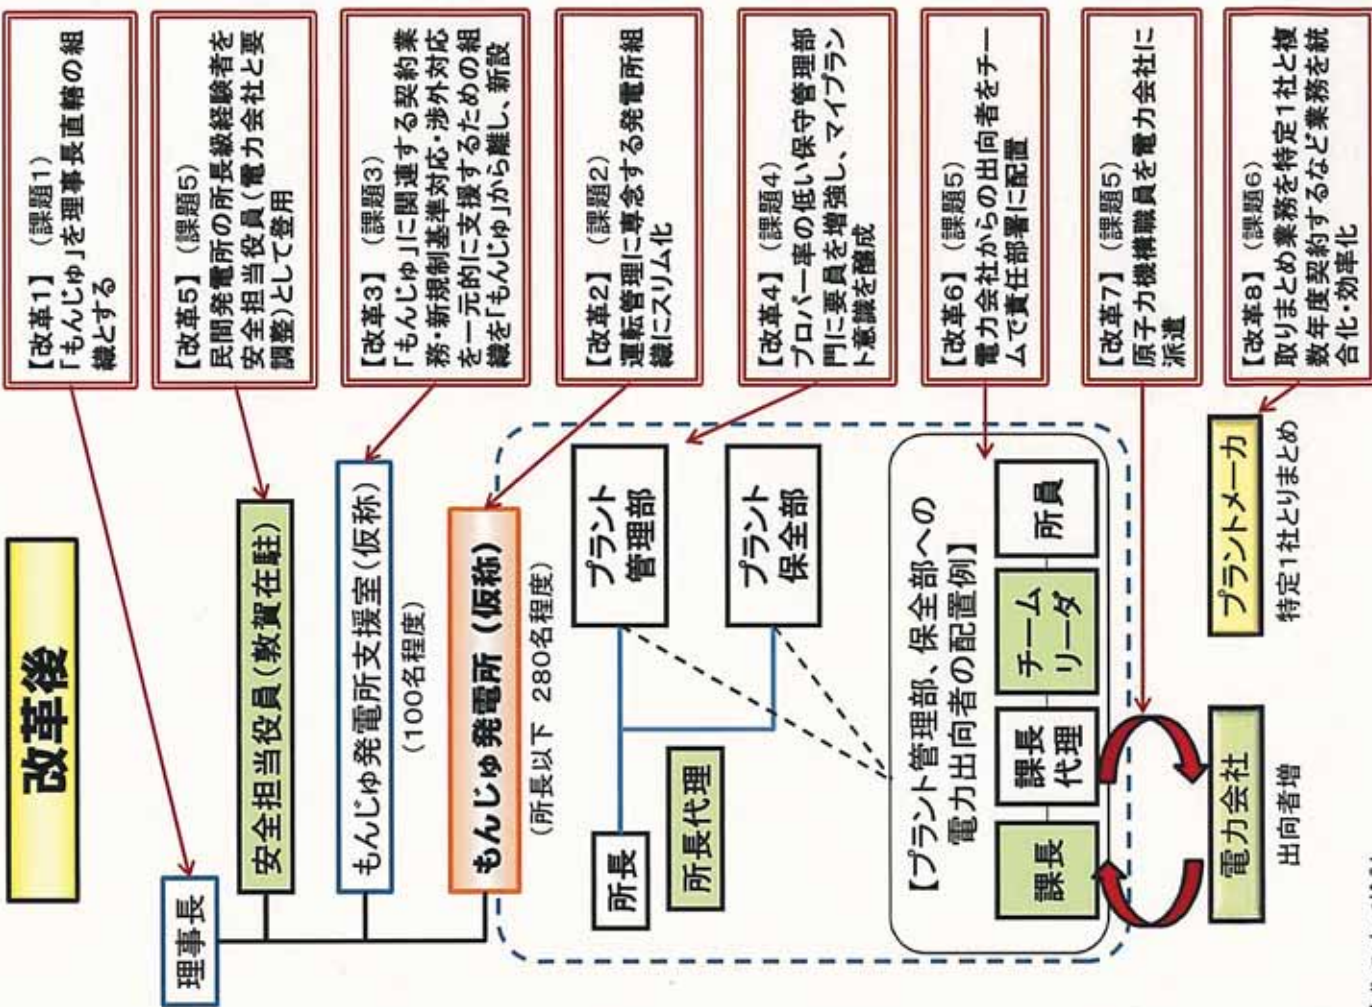 改革後
理事長
安全担当役員(敦賀在駐)
もんじゅ発電所支援室(仮称)
(100名程度)
もんじゅ発電所(仮称)
(所長以下 280名程度)
所長
所長代理
プラント
管理部
プラント
保全部
【プラント管理部、保全部への
電力出向者の配置例】
課長
課長
代理
チーム
リーダ
所員
電力会社
出向者増
プラントメーカ
特定1社とりまとめ
【改革1】(課題1)
「もんじゅ」を理事長直轄の組
織とする
【改革5】(課題5)
民間発電所の所長級経験者を
安全担当役員(電力会社と要
調整)として登用
【改革3】(課題3)
「もんじゅ」に関連する契約業
務・新規制基準対応・渉外対応
を一元的に支援するための組
織を「もんじゅ」から離し、新設
【改革2】(課題2)
運転管理に専念する発電所組
織にスリム化
【改革4】(課題4)
プロパー率の低い保守管理部
門に要員を増強し、マイプラン
ト意識を醸成
【改革6】(課題5)
電力会社からの出向者をチー
ムで責任部署に配置
【改革7】(課題5)
原子力機構職員を電力会社に
派遣
【改革8】(課題6)
取りまとめ業務を特定1社と複
数年度契約するなど業務を統
合化・効率化